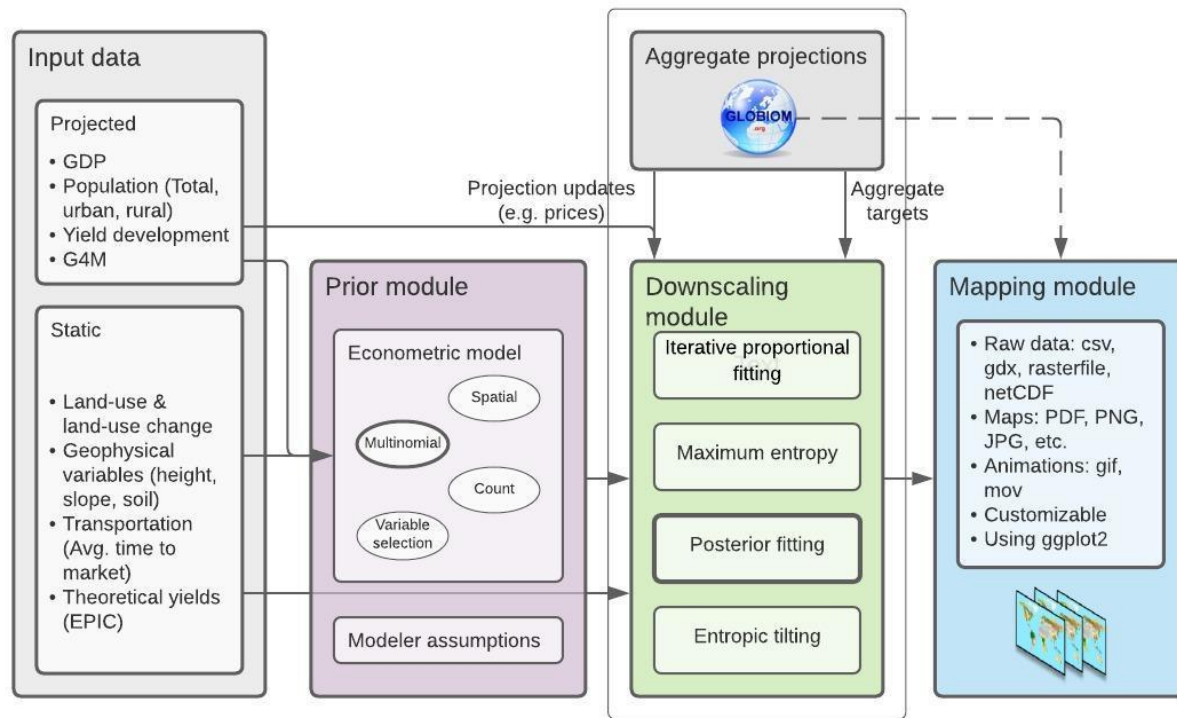 Input data
Projected
• GDP
• Population (Total,
urban, rural)
• Yield development
• G4M
Static
• Land-use &
land-use change
• Geophysical
variables (height,
slope, soil)
• Transportation
(Avg. time to
market)
• Theoretical yields
(EPIC)
Prior module
Econometric model
Spatial
Multinomial
Count
Variable
selection
Modeler assumptions
Aggregate projections
GLOBIOM
.org
Projection updates
(e.g. prices)
Aggregate
targets
Downscaling
module
Iterative proportional
fitting
Maximum entropy
Posterior fitting
Entropic tilting
Mapping module
• Raw data: csv,
gdx, rasterfile,
netCDF
• Maps: PDF, PNG,
JPG, etc.
• Animations: gif,
mov
• Customizable
• Using ggplot2